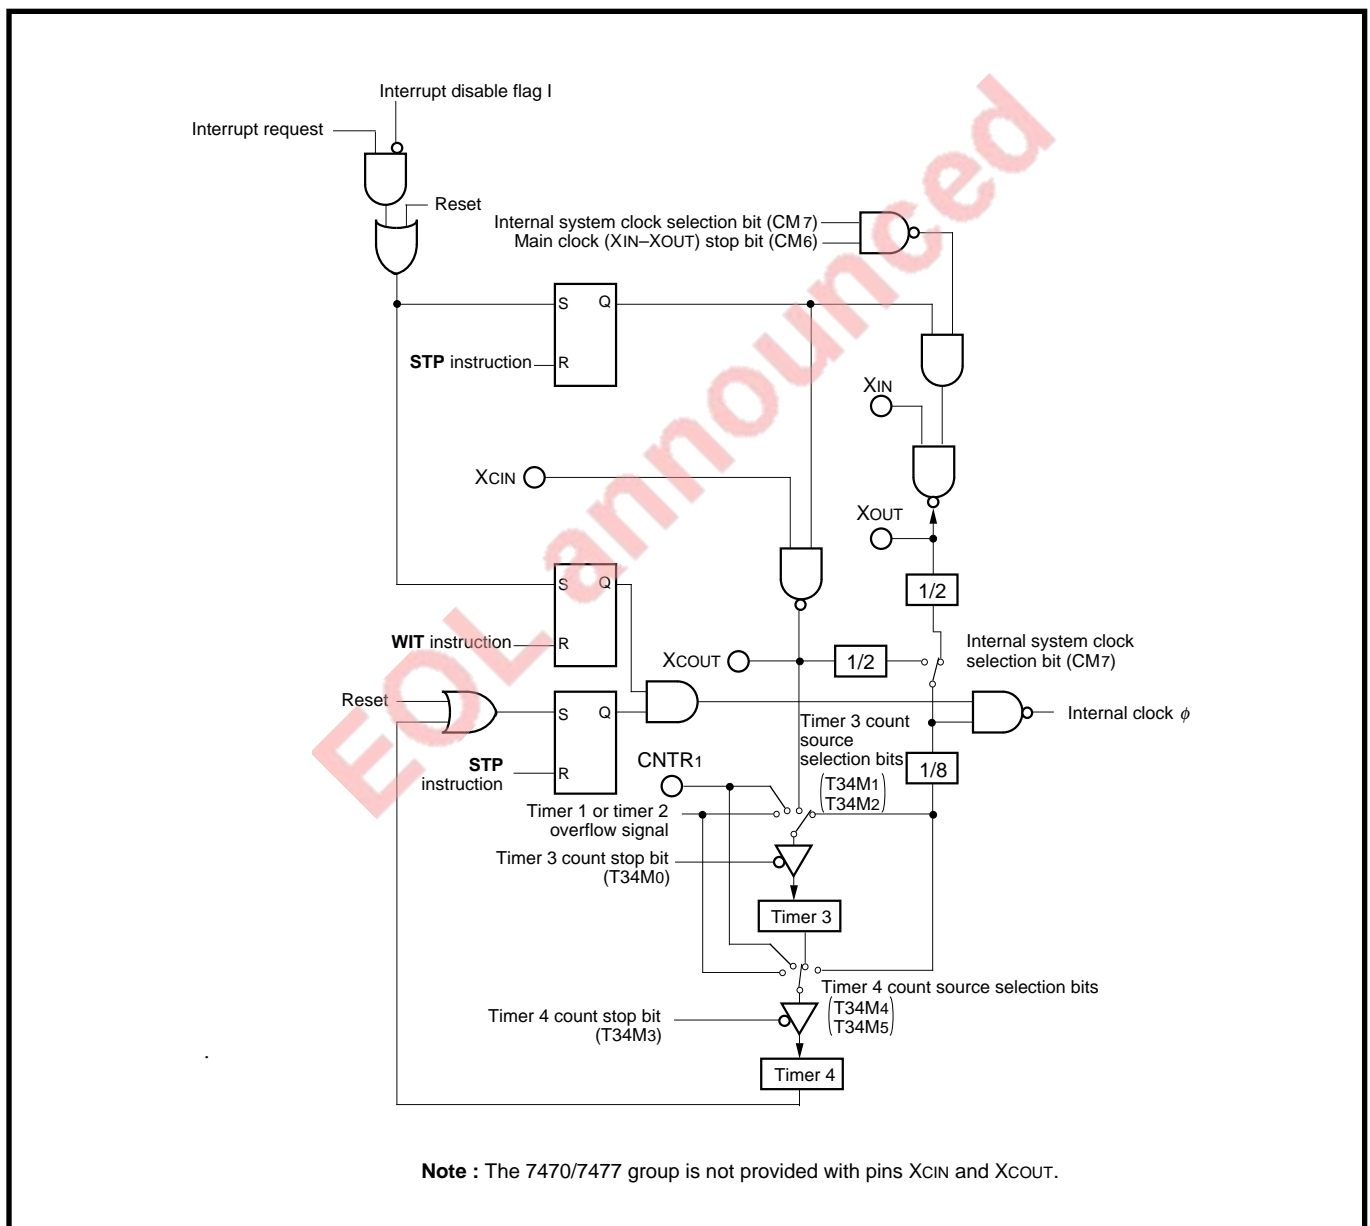 Interrupt disable flag I
Interrupt request
Reset
Internal system clock selection bit (CM7)
Main clock (XIN–XOUT) stop bit (CM6)
S Q
STP instruction R
XIN
XCIN
XOUT
1/2
S Q
WIT instruction R
XCOUT
1/2
Internal system clock
selection bit (CM7)
Reset
S Q
STP
instruction
R
Internal clock ϕ
Timer 3 count
source
selection bits
(T34M1
T34M2)
1/8
CNTR1
Timer 1 or timer 2
overflow signal
Timer 3 count stop bit
(T34M0)
Timer 3
Timer 4 count source selection bits
(T34M4
T34M5)
Timer 4 count stop bit
(T34M3)
Timer 4
Note : The 7470/7477 group is not provided with pins XCIN and XCOUT.
EOL announced